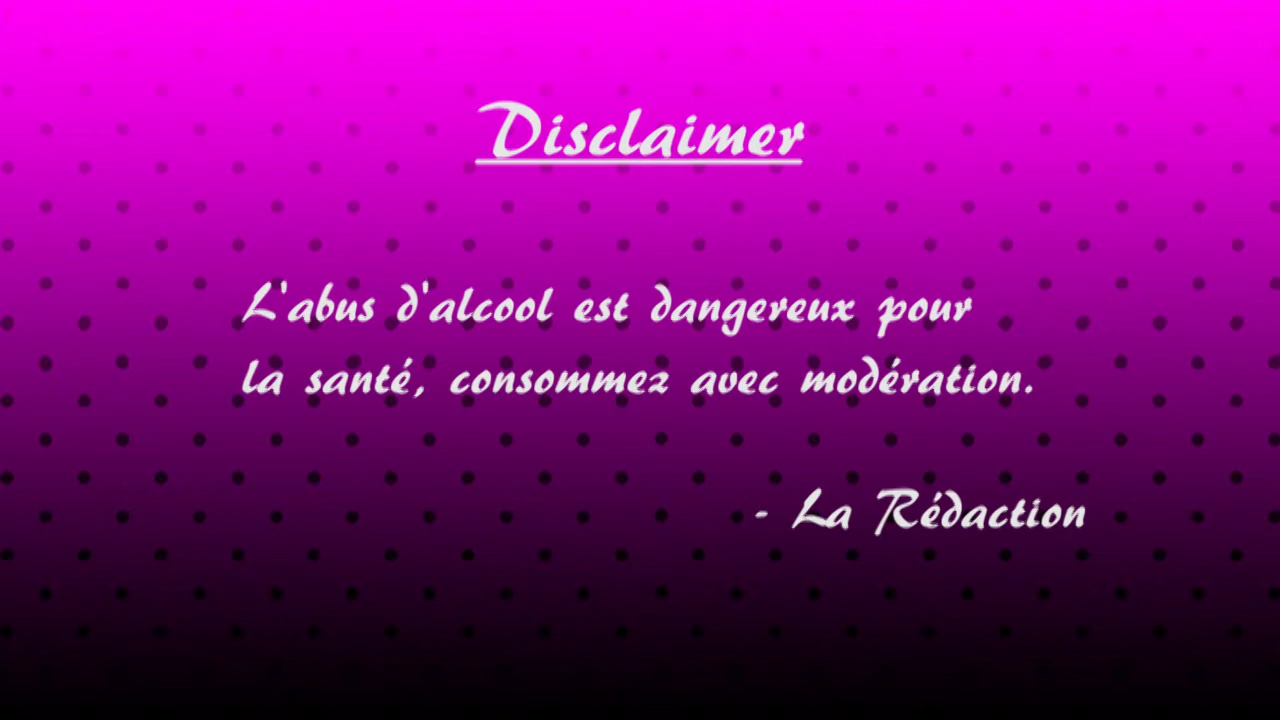 Disclaimer
L'abus d'alcool est dangereux pour
la santé, consommez avec modération.
- La Rédaction